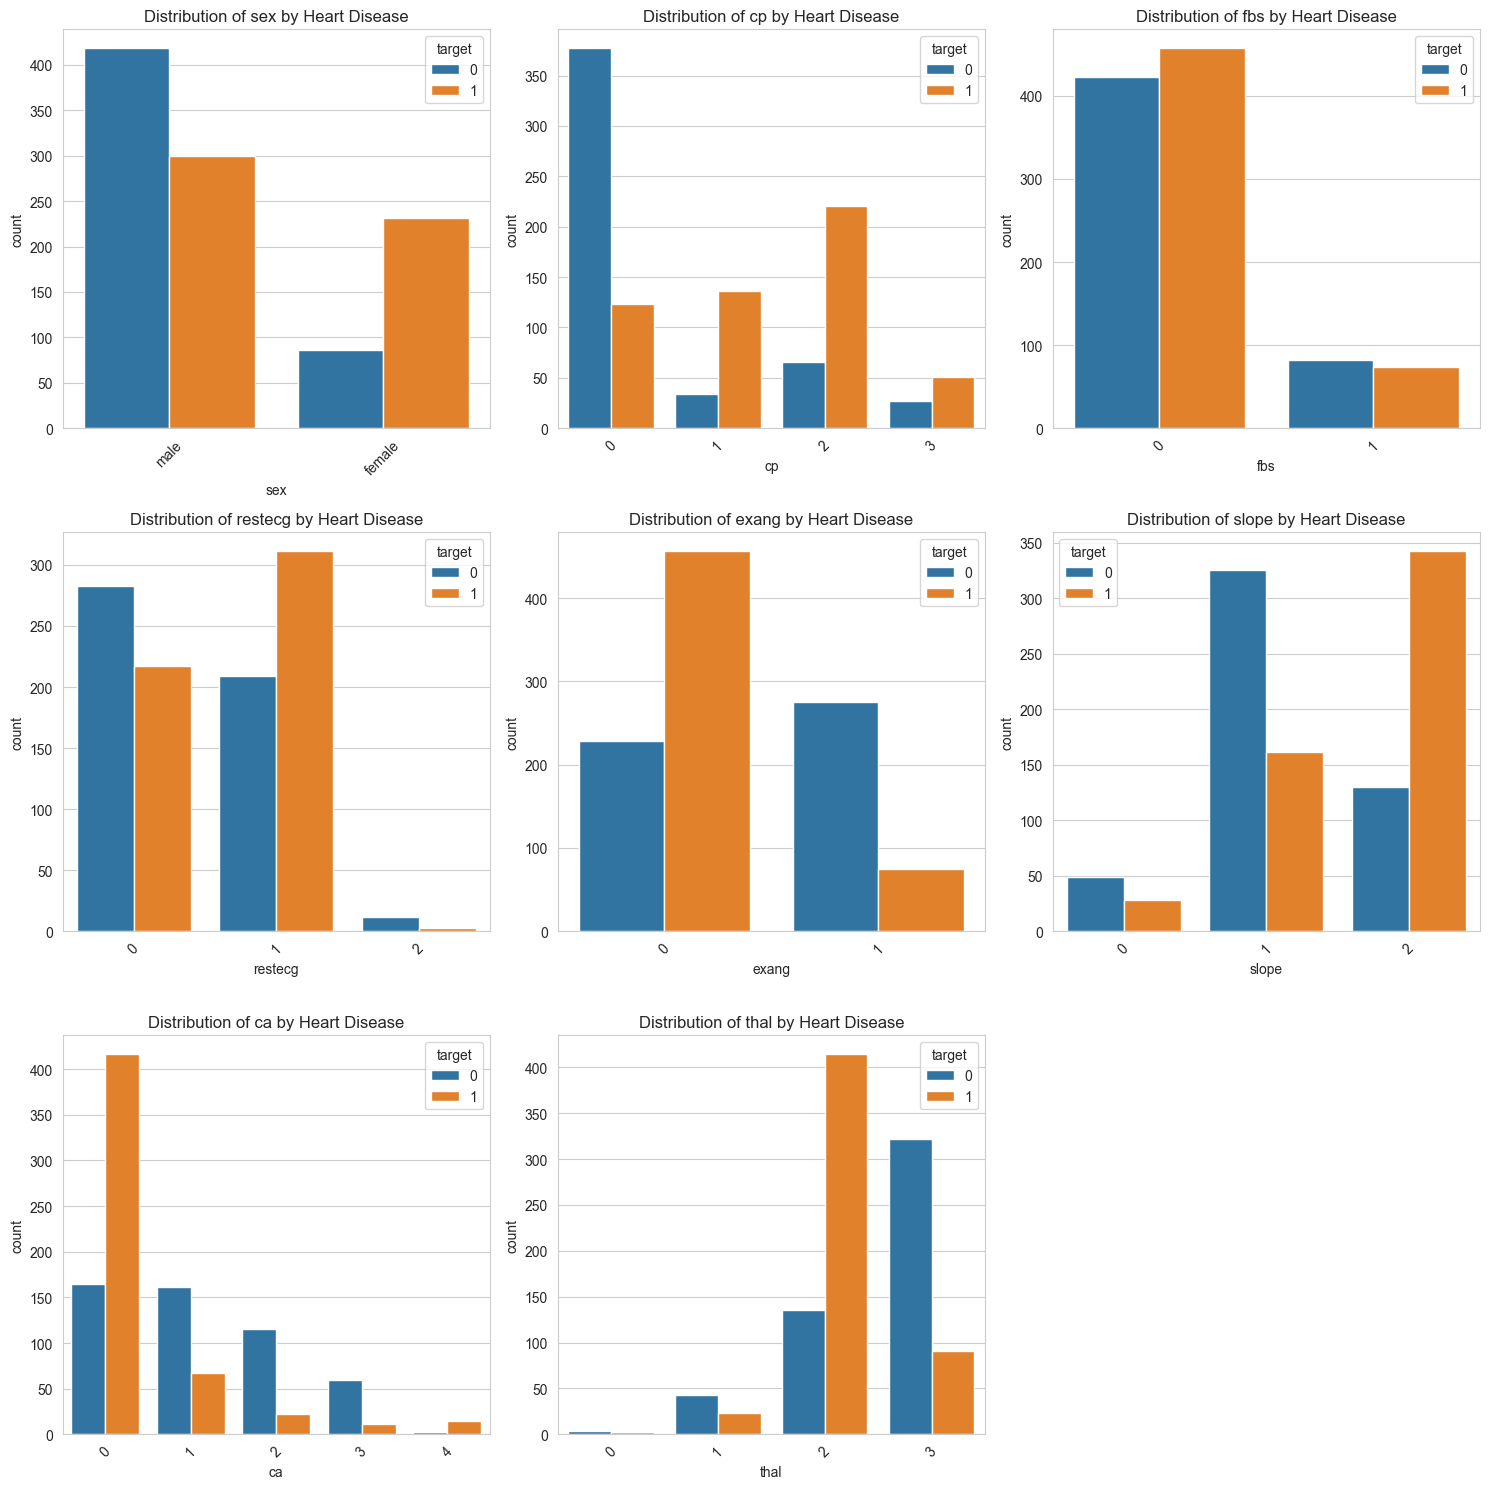 Distribution of sex by Heart Disease
count
400
350
300
250
200
150
100
50
0
target
0
1
male
female
sex
Distribution of cp by Heart Disease
count
350
300
250
200
150
100
50
0
target
0
1
0
1
2
3
cp
Distribution of fbs by Heart Disease
count
400
300
200
100
0
target
0
1
0
1
fbs
Distribution of restecg by Heart Disease
count
300
250
200
150
100
50
0
target
0
1
0
1
2
restecg
Distribution of exang by Heart Disease
count
400
300
200
100
0
target
0
1
0
1
exang
Distribution of slope by Heart Disease
count
350
300
250
200
150
100
50
0
target
0
1
0
1
2
slope
Distribution of ca by Heart Disease
count
400
350
300
250
200
150
100
50
0
target
0
1
0
1
2
3
4
ca
Distribution of thal by Heart Disease
count
400
350
300
250
200
150
100
50
0
target
0
1
0
1
2
3
thal